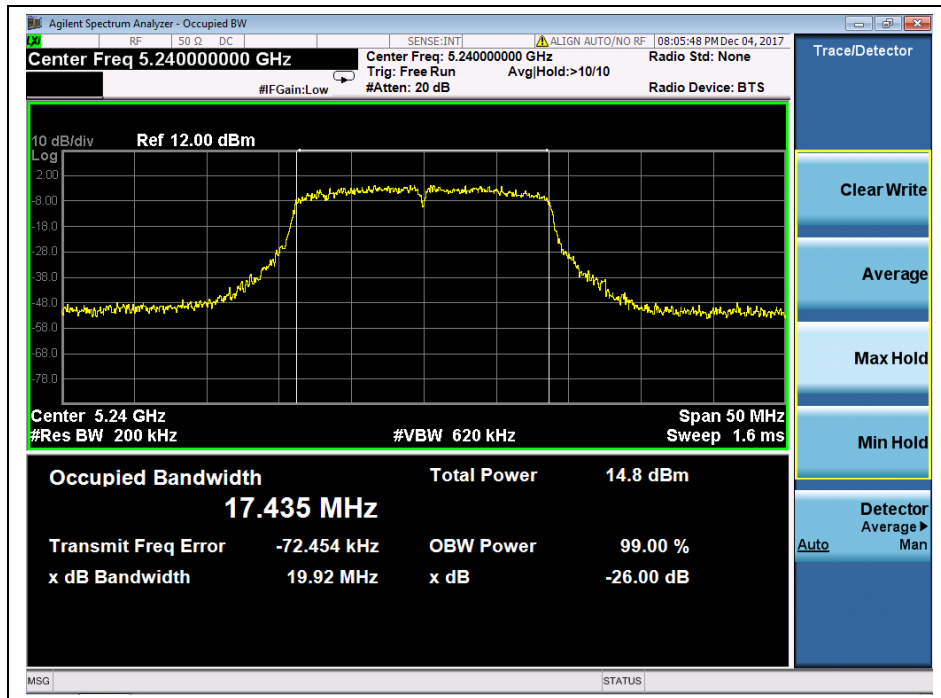 Agilent Spectrum Analyzer - Occupied BW
LXI RF 50 Ω DC SENSE:INT ALIGN AUTO/NO RF 08:05:48 PM Dec 04, 2017
Center Freq 5.240000000 GHz
Center Freq: 5.240000000 GHz Radio Std: None
Trig: Free Run Avg|Hold:>10/10
#IFGain:Low #Atten: 20 dB Radio Device: BTS
10 dB/div Ref 12.00 dBm
Log
2.00
-8.00
-18.0
-28.0
-38.0
-48.0
-58.0
-68.0
-78.0
Center 5.24 GHz Span 50 MHz
#Res BW 200 kHz #VBW 620 kHz Sweep 1.6 ms
Occupied Bandwidth Total Power 14.8 dBm
17.435 MHz
Transmit Freq Error -72.454 kHz OBW Power 99.00 %
x dB Bandwidth 19.92 MHz x dB -26.00 dB
MSG STATUS
Trace/Detector
Clear Write
Average
Max Hold
Min Hold
Detector
Average▶
Auto Man